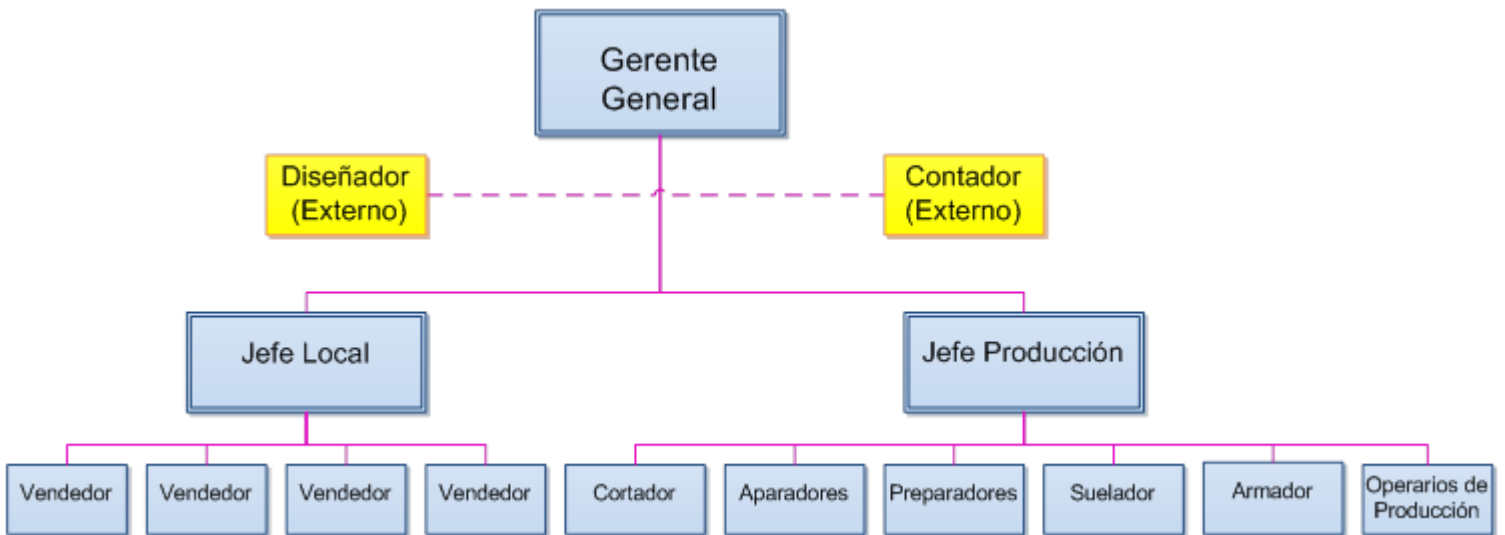 Gerente
General
Diseñador
(Externo)
Contador
(Externo)
Jefe Local
Jefe Producción
Vendedor
Vendedor
Vendedor
Vendedor
Cortador
Aparadores
Preparadores
Suelador
Armador
Operarios de
Producción